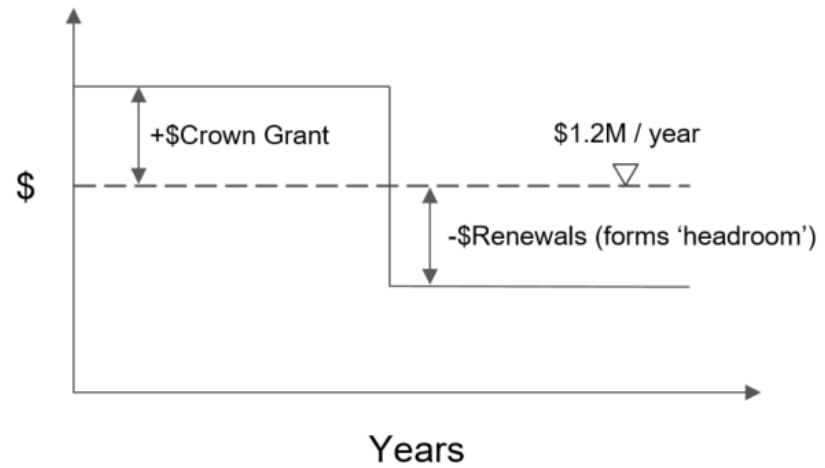 +$Crown Grant
$1.2M / year
$
-$Renewals (forms ‘headroom’)
Years